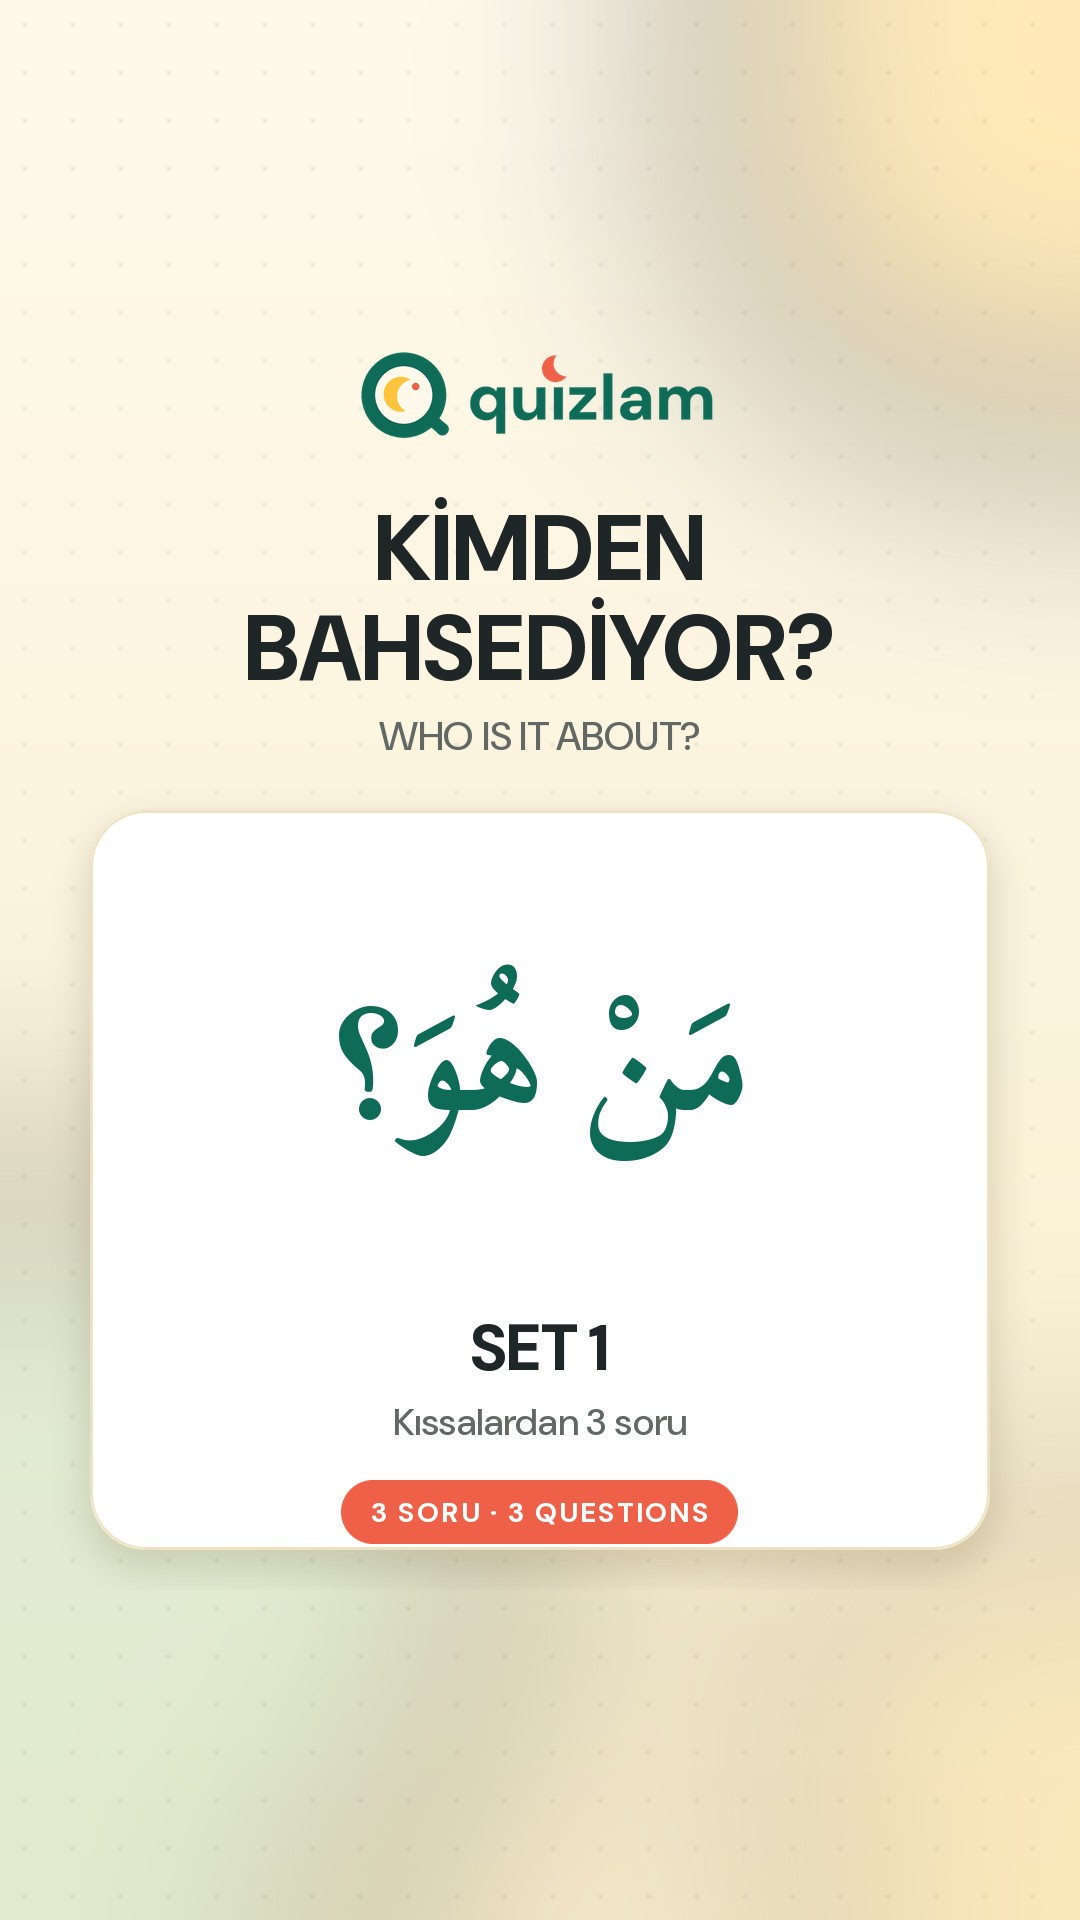 quizlam
KİMDEN
BAHSEDİYOR?
WHO IS IT ABOUT?
مَنْ هُوَ؟
SET 1
Kıssalardan 3 soru
3 SORU · 3 QUESTIONS